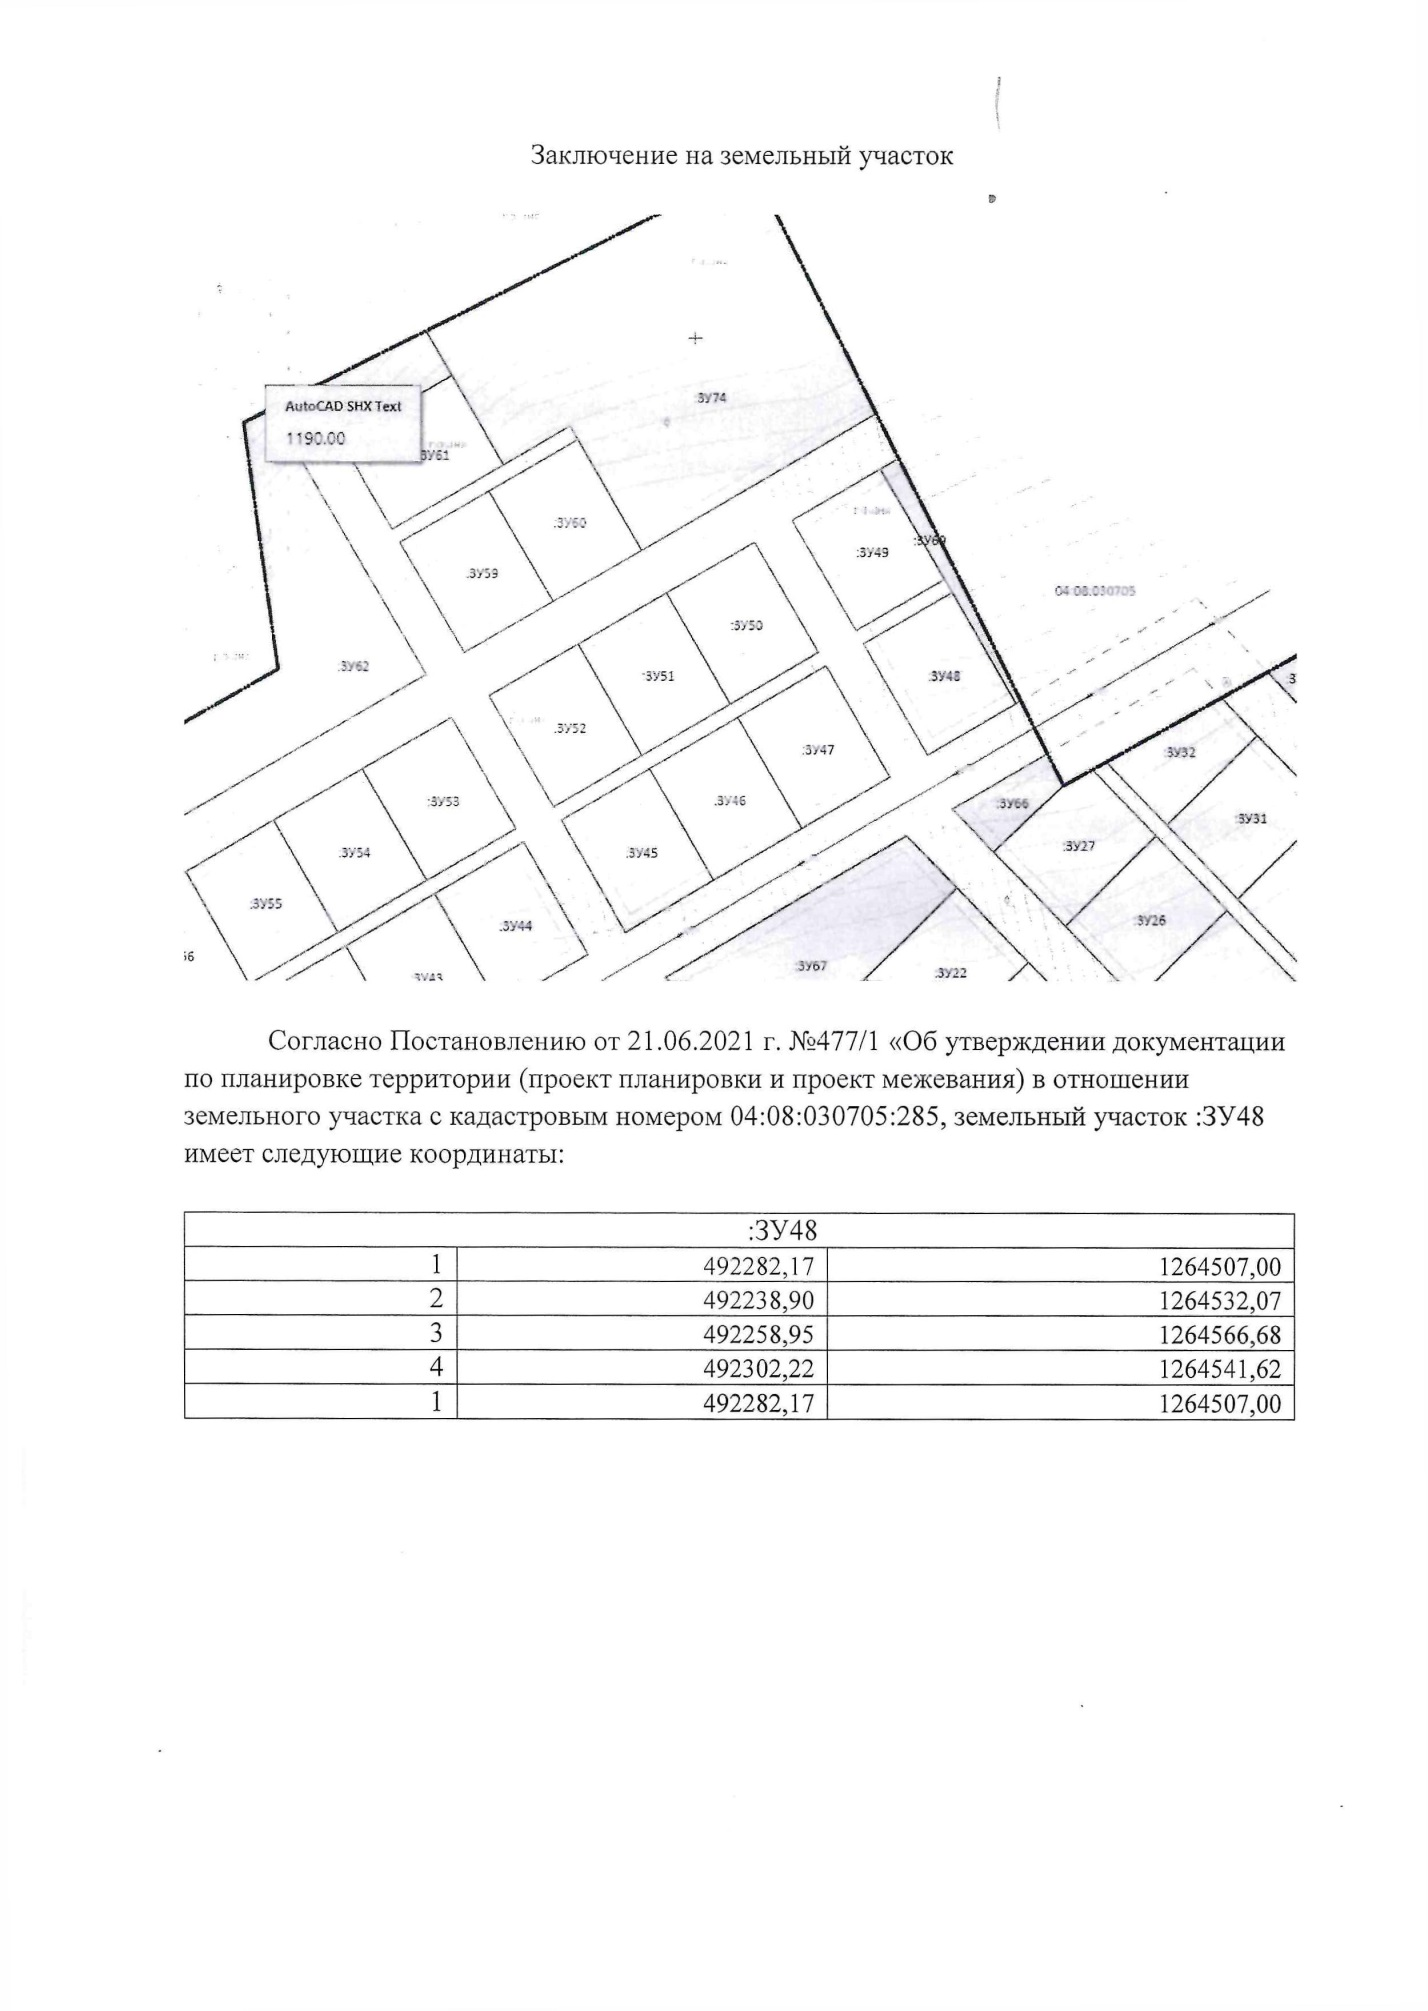 Заключение на земельный участок
:ЗУ74
AutoCAD SHX Text
1190.00
ЗУ61
:ЗУ60
:ЗУ59
:ЗУ49
:ЗУ69
04:08:030705
:ЗУ50
:ЗУ62
:ЗУ51
:ЗУ48
:ЗУ52
:ЗУ47
:ЗУ32
:ЗУ53
:ЗУ46
:ЗУ66
:ЗУ31
:ЗУ54
:ЗУ45
:ЗУ27
:ЗУ55
:ЗУ44
:ЗУ26
:ЗУ67
:ЗУ22
:ЗУ43
Согласно Постановлению от 21.06.2021 г. №477/1 «Об утверждении документации
по планировке территории (проект планировки и проект межевания) в отношении
земельного участка с кадастровым номером 04:08:030705:285, земельный участок :ЗУ48
имеет следующие координаты:
:ЗУ48
1 492282,17 1264507,00
2 492238,90 1264532,07
3 492258,95 1264566,68
4 492302,22 1264541,62
1 492282,17 1264507,00